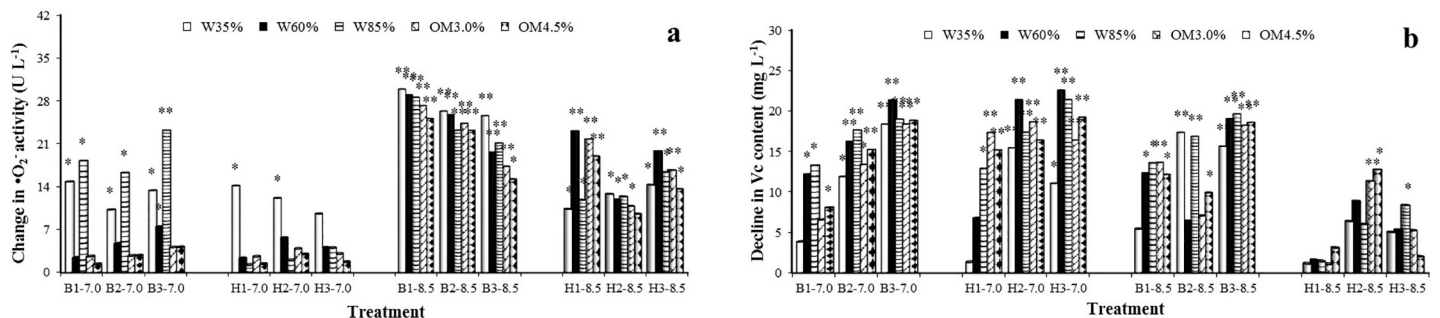 42
35
28
21
14
7
0
Change in •O₂⁻ activity (U L⁻¹)
W35% W60% W85% OM3.0% OM4.5%
a
* * * * * ** * * * * ** ** ** ** ** ** ** ** ** ** ** ** ** ** ** * ** * ** ** * * * * * ** ** ** *
B1-7.0 B2-7.0 B3-7.0 H1-7.0 H2-7.0 H3-7.0 B1-8.5 B2-8.5 B3-8.5 H1-8.5 H2-8.5 H3-8.5
Treatment
30
25
20
15
10
5
0
Decline in Vc content (mg L⁻¹)
W35% W60% W85% OM3.0% OM4.5%
b
B1-7.0 B2-7.0 B3-7.0 H1-7.0 H2-7.0 H3-7.0 B1-8.5 B2-8.5 B3-8.5 H1-8.5 H2-8.5 H3-8.5
Treatment